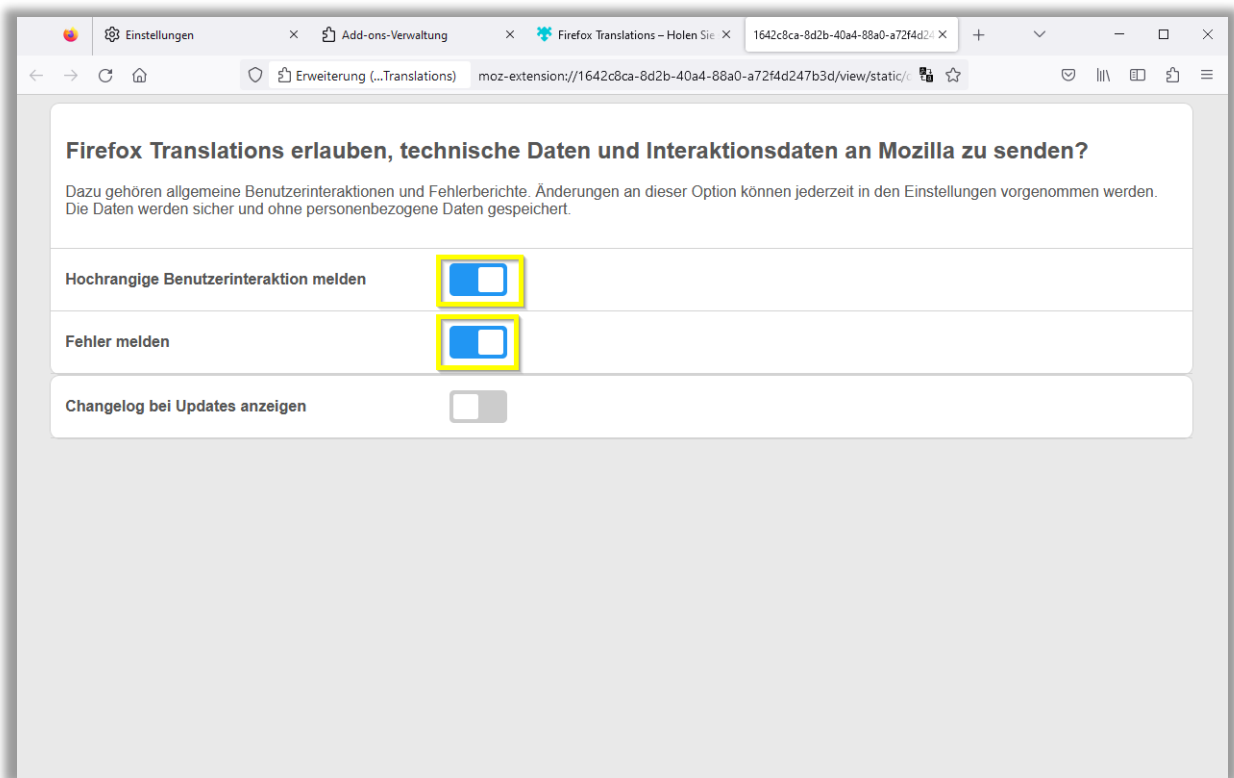 Einstellungen
Add-ons-Verwaltung
Firefox Translations – Holen Sie
1642c8ca-8d2b-40a4-88a0-a72f4d24
Erweiterung (...Translations)
moz-extension://1642c8ca-8d2b-40a4-88a0-a72f4d247b3d/view/static/
Firefox Translations erlauben, technische Daten und Interaktionsdaten an Mozilla zu senden?
Dazu gehören allgemeine Benutzerinteraktionen und Fehlerberichte. Änderungen an dieser Option können jederzeit in den Einstellungen vorgenommen werden.
Die Daten werden sicher und ohne personenbezogene Daten gespeichert.
Hochrangige Benutzerinteraktion melden
Fehler melden
Changelog bei Updates anzeigen